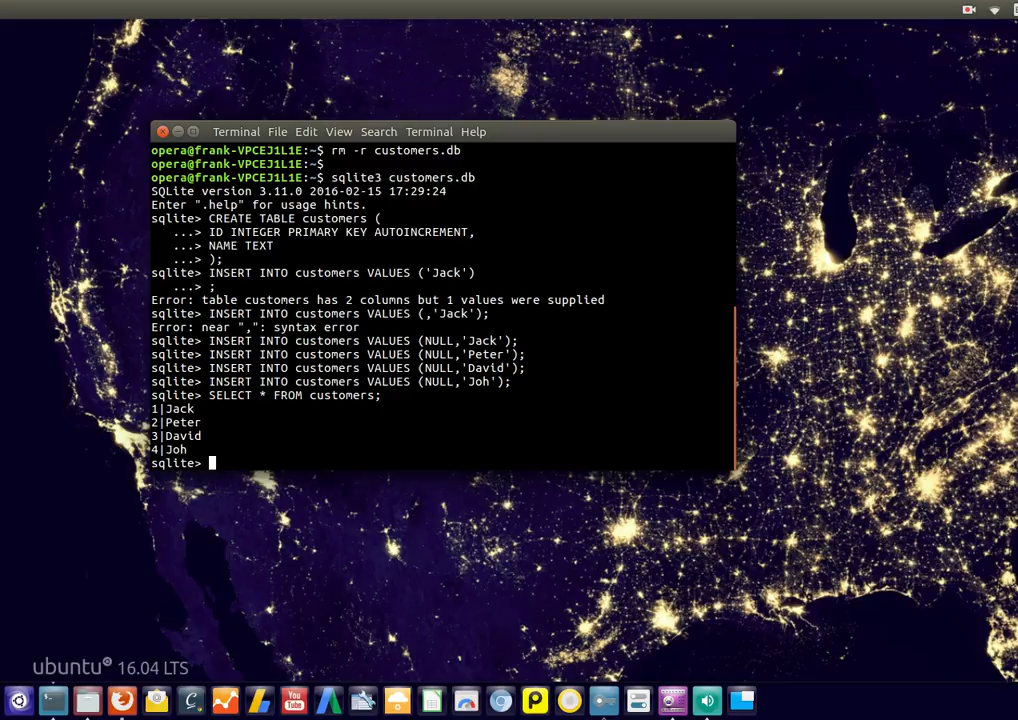 Terminal File Edit View Search Terminal Help
opera@frank-VPCEJ1L1E:~$ rm -r customers.db
opera@frank-VPCEJ1L1E:~$
opera@frank-VPCEJ1L1E:~$ sqlite3 customers.db
SQLite version 3.11.0 2016-02-15 17:29:24
Enter ".help" for usage hints.
sqlite> CREATE TABLE customers (
   ...> ID INTEGER PRIMARY KEY AUTOINCREMENT,
   ...> NAME TEXT
   ...> );
sqlite> INSERT INTO customers VALUES ('Jack')
   ...> ;
Error: table customers has 2 columns but 1 values were supplied
sqlite> INSERT INTO customers VALUES (,'Jack');
Error: near ",": syntax error
sqlite> INSERT INTO customers VALUES (NULL,'Jack');
sqlite> INSERT INTO customers VALUES (NULL,'Peter');
sqlite> INSERT INTO customers VALUES (NULL,'David');
sqlite> INSERT INTO customers VALUES (NULL,'Joh');
sqlite> SELECT * FROM customers;
1|Jack
2|Peter
3|David
4|Joh
sqlite>
ubuntu® 16.04 LTS
You Tube